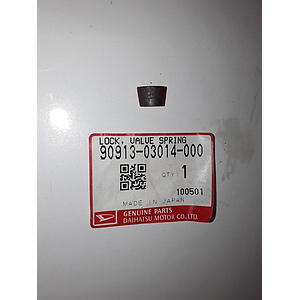 LOCK, VALVE SPRING
90913-03014-000
QTY: 1
100501
MADE IN JAPAN
GENUINE PARTS
DAIHATSU MOTOR CO.,LTD.